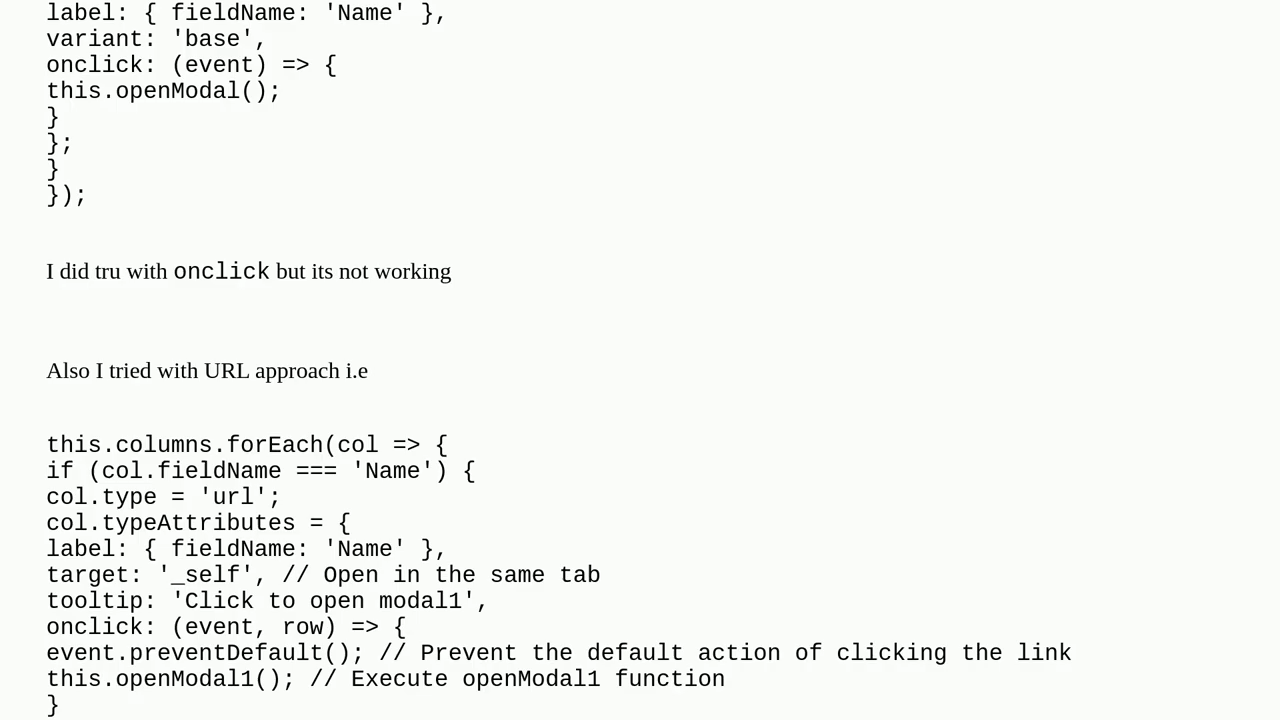 label: { fieldName: 'Name' },
variant: 'base',
onclick: (event) => {
this.openModal();
}
};
}
});
I did tru with onclick but its not working
Also I tried with URL approach i.e
this.columns.forEach(col => {
if (col.fieldName === 'Name') {
col.type = 'url';
col.typeAttributes = {
label: { fieldName: 'Name' },
target: '_self', // Open in the same tab
tooltip: 'Click to open modal1',
onclick: (event, row) => {
event.preventDefault(); // Prevent the default action of clicking the link
this.openModal1(); // Execute openModal1 function
}